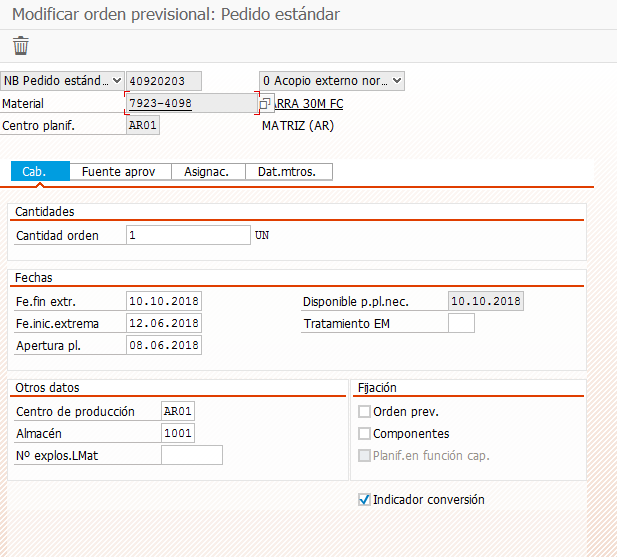 Modificar orden previsional: Pedido estándar
NB Pedido estánd... 40920203 0 Acopio externo nor...
Material 7923-4098 ARRA 30M FC
Centro planif. AR01 MATRIZ (AR)
Cab. Fuente aprov Asignac. Dat.mtros.
Cantidades
Cantidad orden 1 UN
Fechas
Fe.fin extr. 10.10.2018 Disponible p.pl.nec. 10.10.2018
Fe.inic.extrema 12.06.2018 Tratamiento EM
Apertura pl. 08.06.2018
Otros datos Fijación
Centro de producción AR01 Orden prev.
Almacén 1001 Componentes
Nº explos.LMat Planif.en función cap.
Indicador conversión